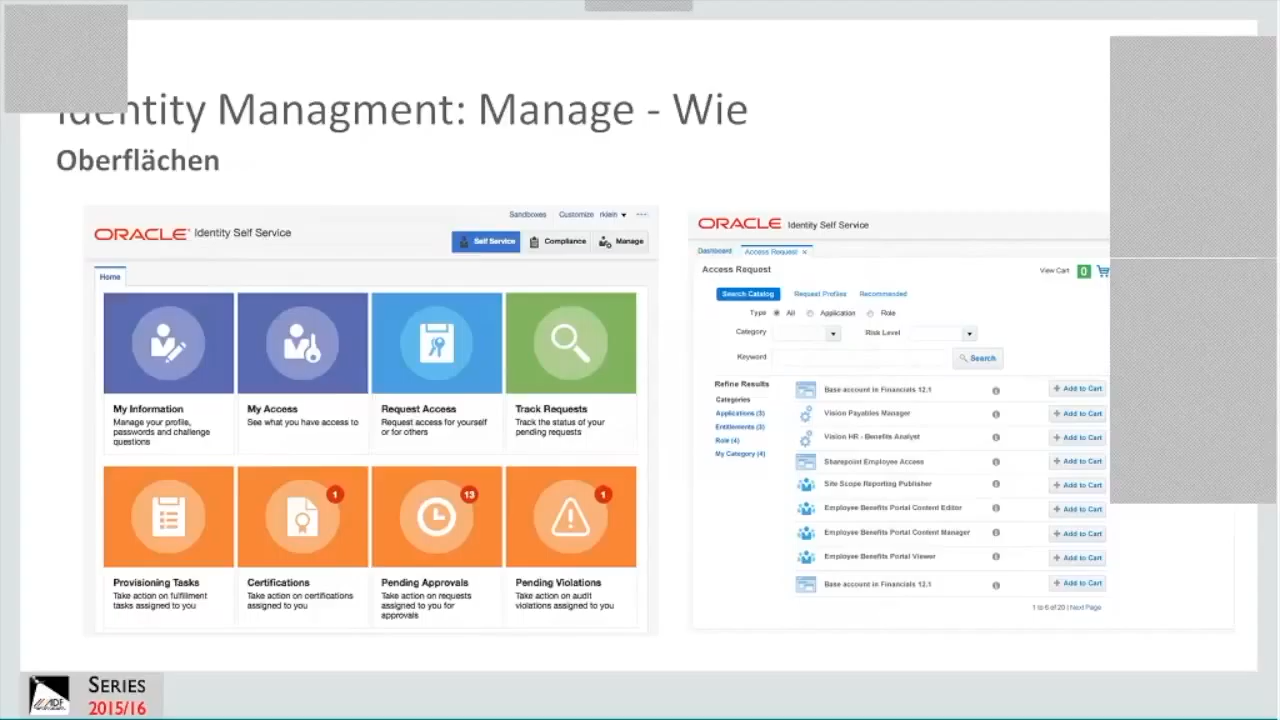 Identity Managment: Manage - Wie
Oberflächen
Sandboxes Customize rklein
ORACLE Identity Self Service
Self Service Compliance Manage
Home
My Information
Manage your profile,
passwords and challenge
questions
My Access
See what you have access to
Request Access
Request access for yourself
or for others
Track Requests
Track the status of your
pending requests
1 13 1
Provisioning Tasks
Take action on fulfillment
tasks assigned to you
Certifications
Take action on certifications
assigned to you
Pending Approvals
Take action on requests
assigned to you for
approvals
Pending Violations
Take action on audit
violations assigned to you
ORACLE Identity Self Service
Dashboard Access Request
Access Request View Cart 0
Search Catalog Request Profiles Recommended
Type All Application Role
Category Risk Level
Keyword Search
Refine Results
Categories
Applications (3)
Entitlements (3)
Role (4)
My Category (4)
Base account in Financials 12.1 Add to Cart
Vision Payables Manager Add to Cart
Vision HR - Benefits Analyst Add to Cart
Sharepoint Employee Access Add to Cart
Site Scope Reporting Publisher Add to Cart
Employee Benefits Portal Content Editor Add to Cart
Employee Benefits Portal Content Manager Add to Cart
Employee Benefits Portal Viewer Add to Cart
Base account in Financials 12.1 Add to Cart
1 to 6 of 20 | Next Page
SERIES
2015/16